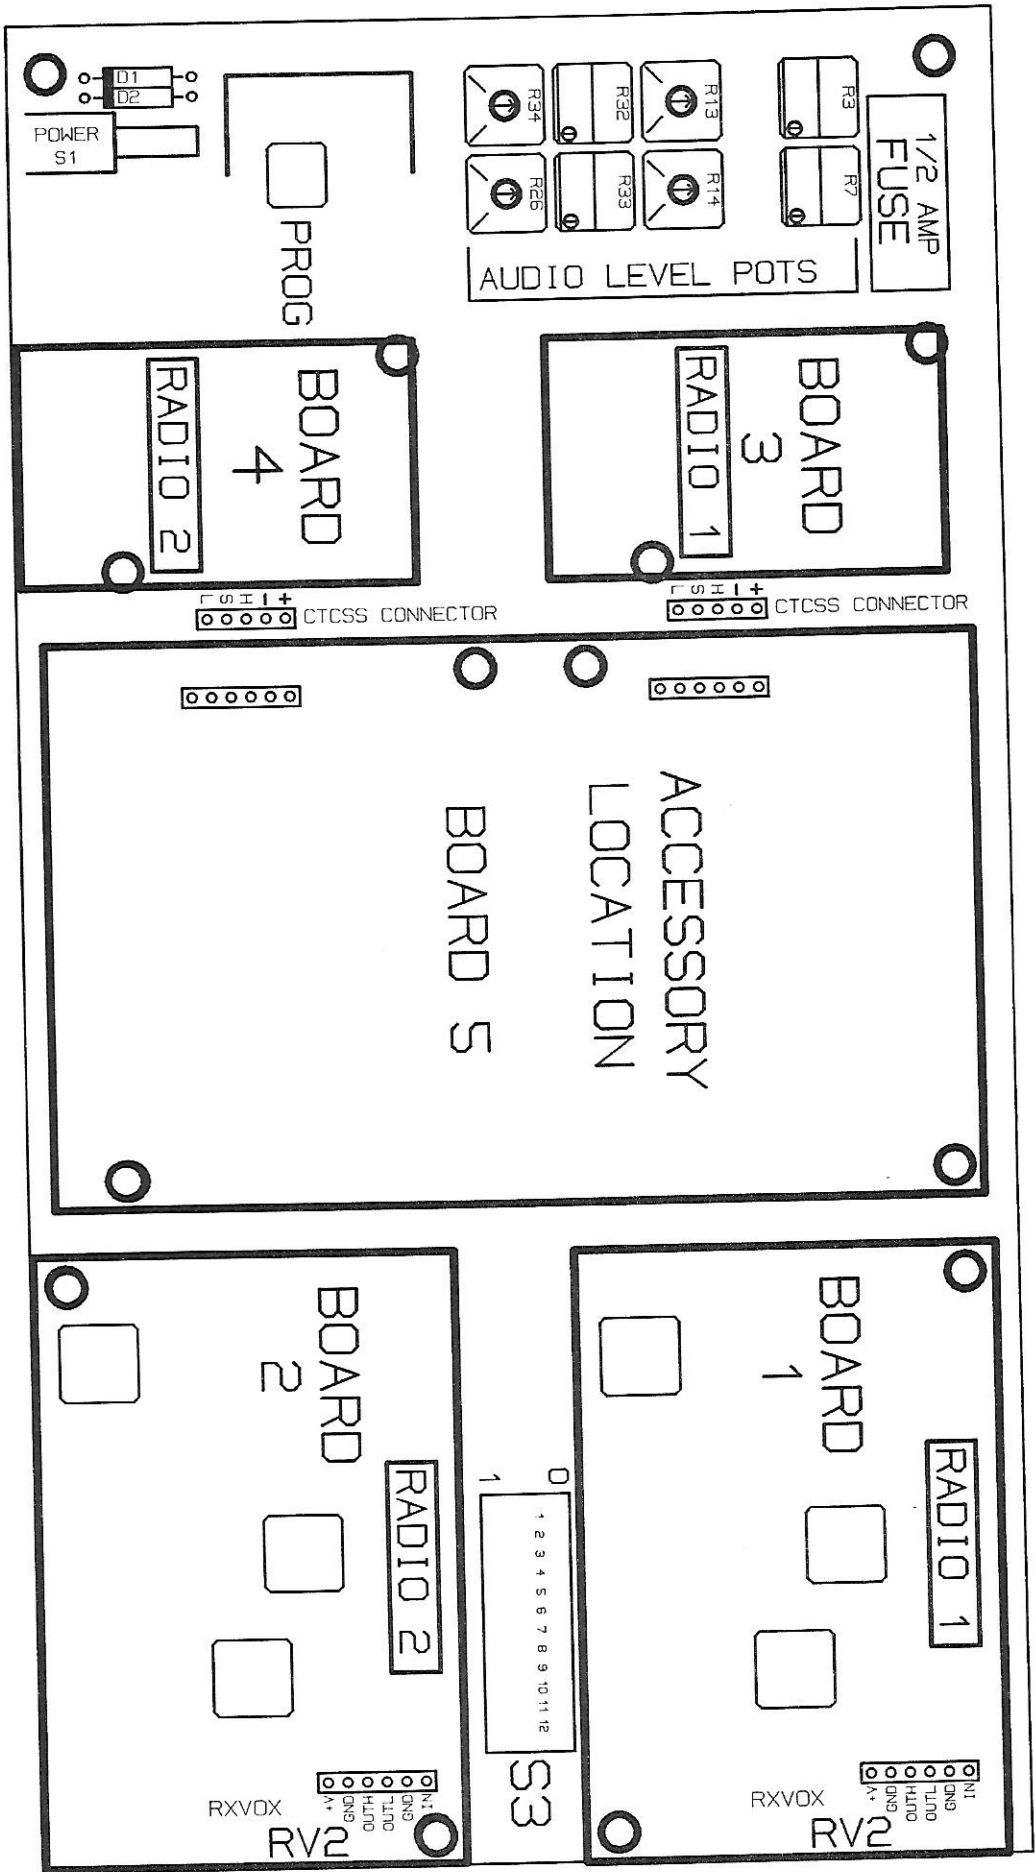 D1
D2
POWER
S1
PROG
R34
R32
R13
R3
R26
R33
R14
R7
1/2 AMP
FUSE
AUDIO LEVEL POTS
BOARD
4
RADIO 2
BOARD
3
RADIO 1
L S H - +
CTCSS CONNECTOR
L S H - +
CTCSS CONNECTOR
ACCESSORY
LOCATION
BOARD 5
BOARD
2
RADIO 2
BOARD
1
RADIO 1
0
1
1 2 3 4 5 6 7 8 9 10 11 12
S3
+V
GND
OUTH
OUTL
GND
IN
RXVOX
RV2
+V
GND
OUTH
OUTL
GND
IN
RXVOX
RV2